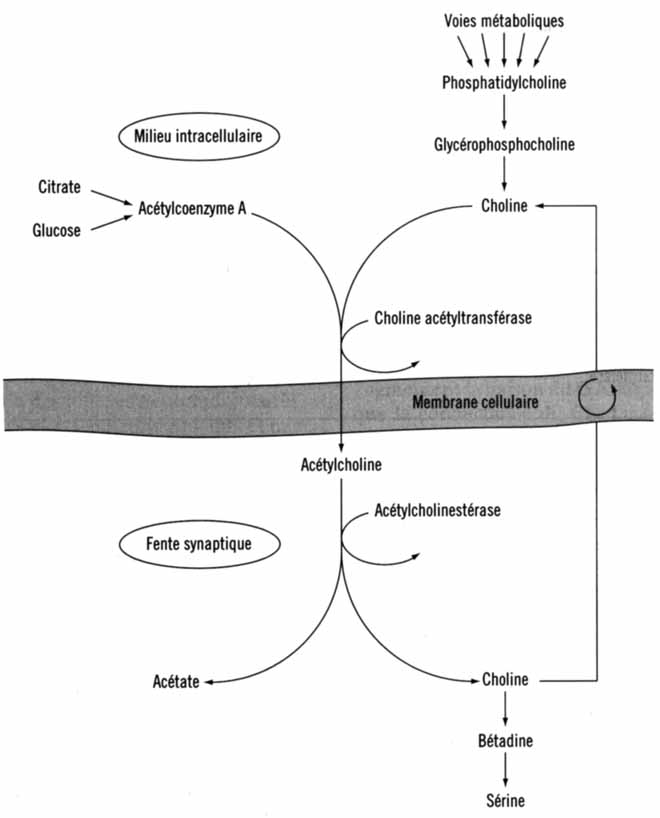 Voies métaboliques
Phosphatidylcholine
Milieu intracellulaire
Glycérophosphocholine
Citrate
Acétylcoenzyme A
Choline
Glucose
Choline acétyltransférase
Membrane cellulaire
Acétylcholine
Acétylcholinestérase
Fente synaptique
Acétate
Choline
Bétadine
Sérine